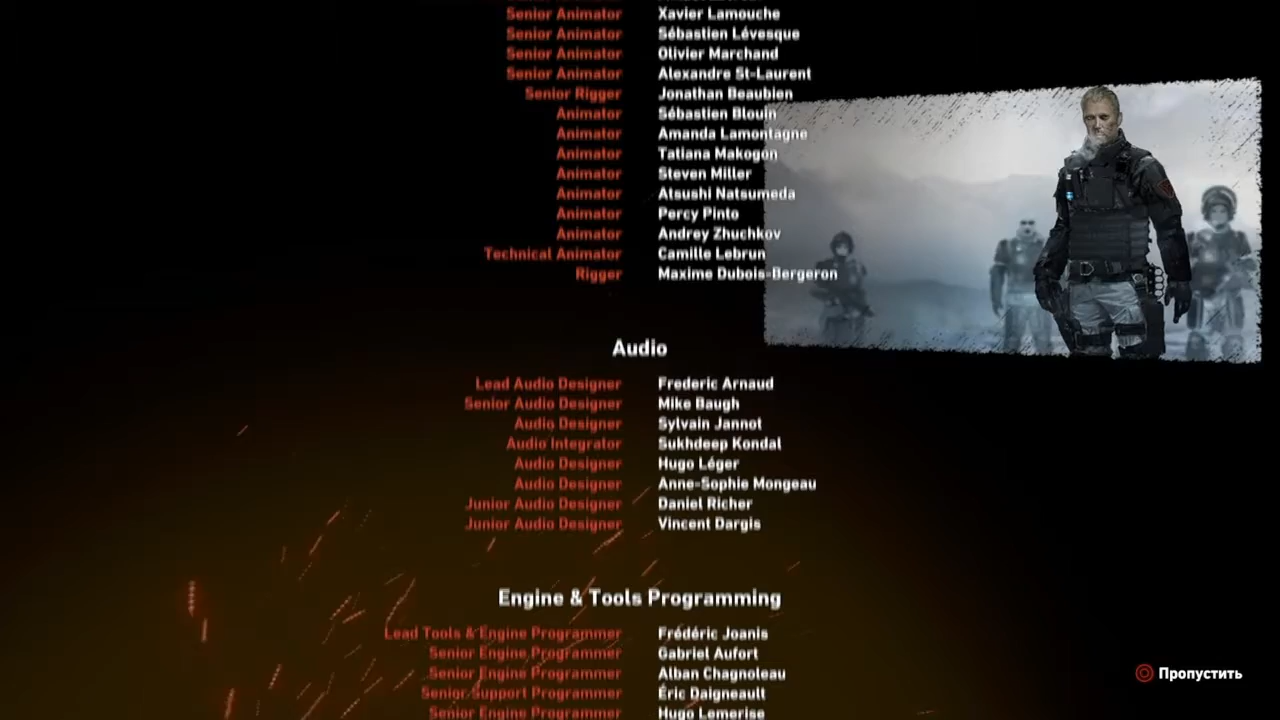 Senior Animator Xavier Lamouche
Senior Animator Sébastien Lévesque
Senior Animator Olivier Marchand
Senior Animator Alexandre St-Laurent
Senior Rigger Jonathan Beaubien
Animator Sébastien Blouin
Animator Amanda Lamontagne
Animator Tatiana Makogon
Animator Steven Miller
Animator Atsushi Natsumeda
Animator Percy Pinto
Animator Andrey Zhuchkov
Technical Animator Camille Lebrun
Rigger Maxime Dubois-Bergeron
Audio
Lead Audio Designer Frederic Arnaud
Senior Audio Designer Mike Baugh
Audio Designer Sylvain Jannot
Audio Integrator Sukhdeep Kondal
Audio Designer Hugo Léger
Audio Designer Anne-Sophie Mongeau
Junior Audio Designer Daniel Richer
Junior Audio Designer Vincent Dargis
Engine & Tools Programming
Lead Tools & Engine Programmer Frédéric Joanis
Senior Engine Programmer Gabriel Aufort
Senior Engine Programmer Alban Chagnoleau
Senior Support Programmer Éric Daigneault
Senior Engine Programmer Hugo Lemerise
Пропустить